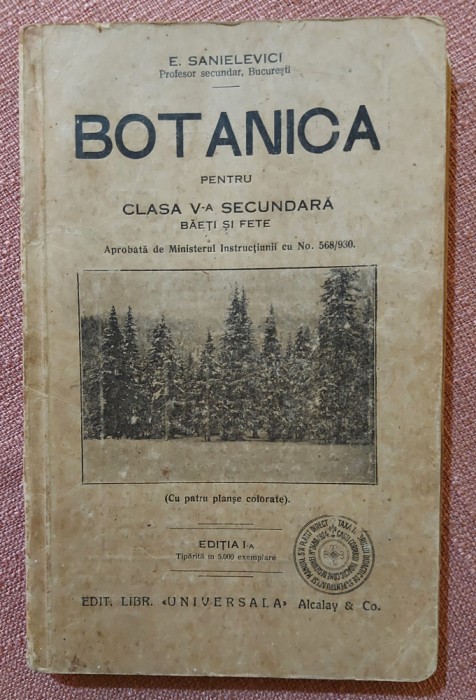 E. SANIELEVICI
Profesor secundar, București
BOTANICA
PENTRU
CLASA V-A SECUNDARĂ
BĂEȚI ȘI FETE
Aprobată de Ministerul Instrucțiunii cu No. 568/930.
(Cu patru planșe colorate).
EDIȚIA I-a
Tipărită în 5.000 exemplare
EDIT. LIBR. «UNIVERSALA» Alcalay & Co.